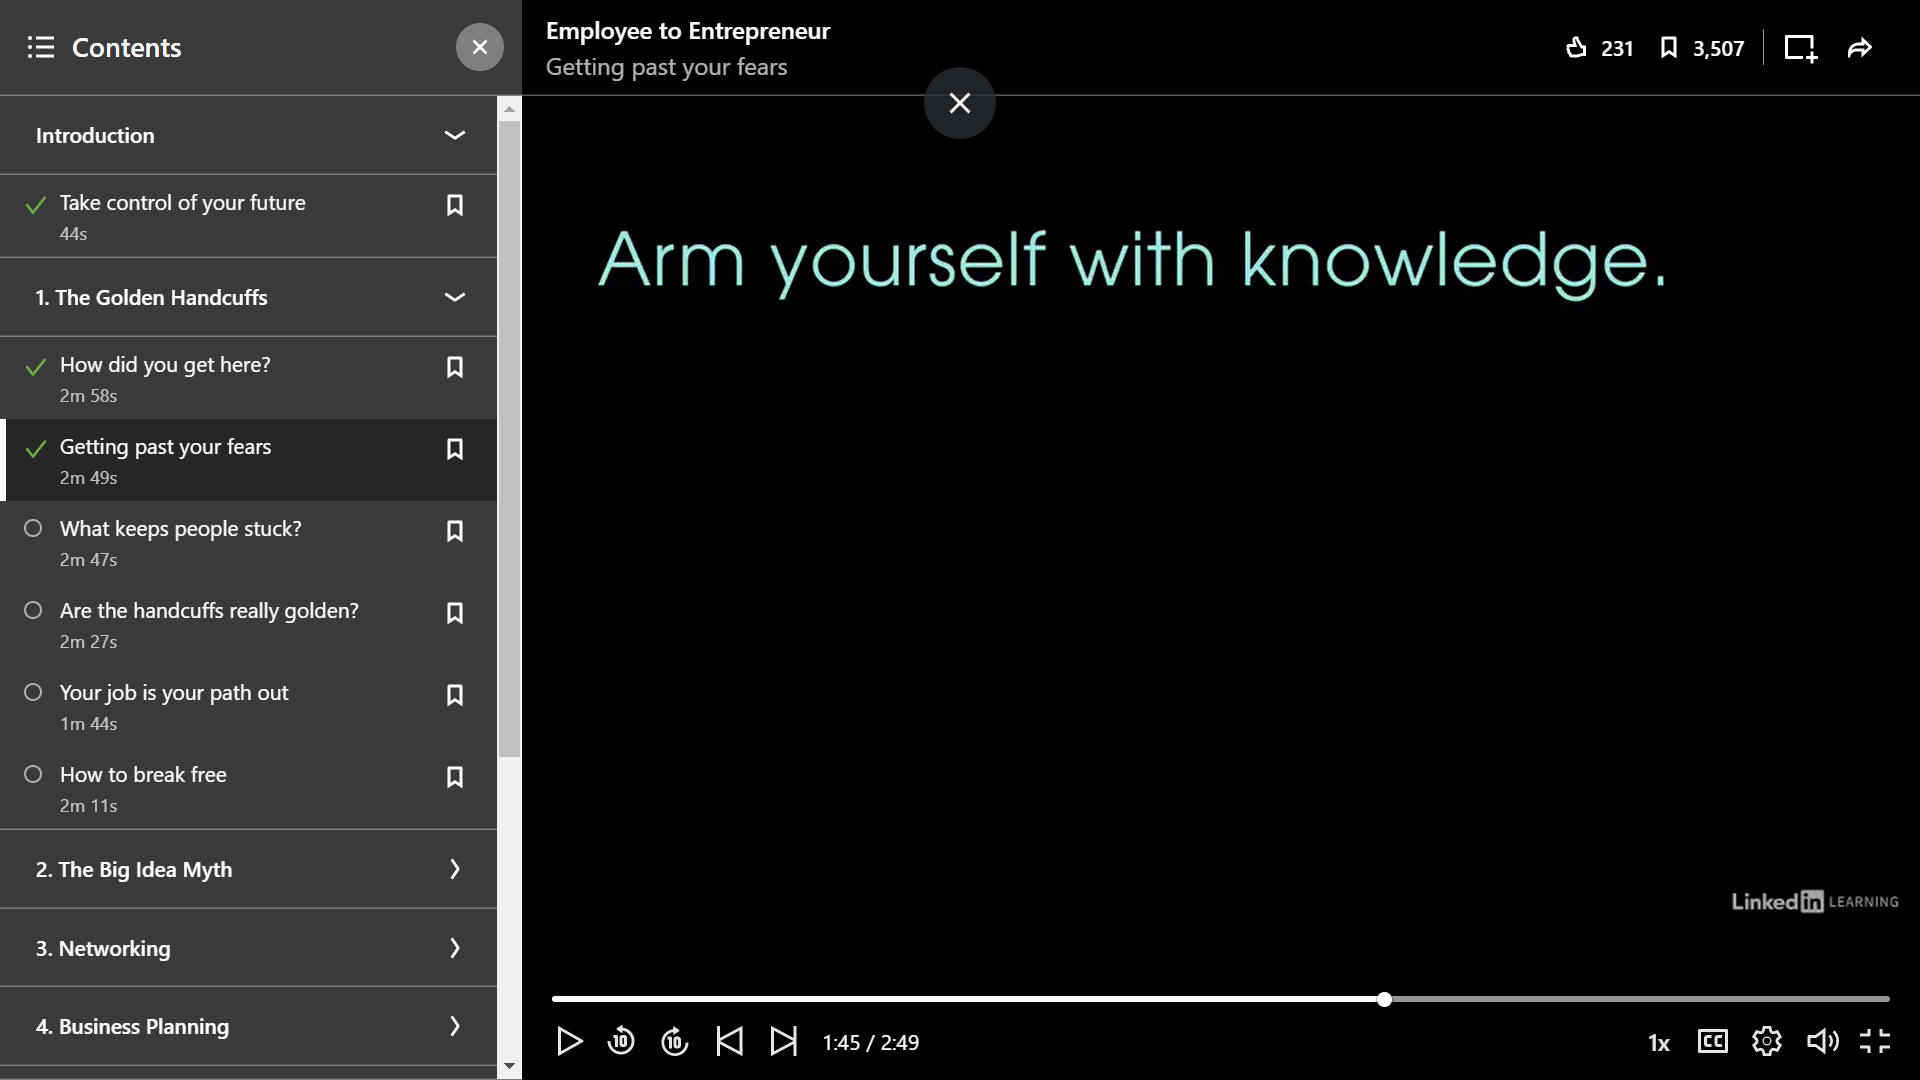 Contents
Employee to Entrepreneur
Getting past your fears
231
3,507
Introduction
Take control of your future
44s
1. The Golden Handcuffs
How did you get here?
2m 58s
Getting past your fears
2m 49s
What keeps people stuck?
2m 47s
Are the handcuffs really golden?
2m 27s
Your job is your path out
1m 44s
How to break free
2m 11s
2. The Big Idea Myth
3. Networking
4. Business Planning
Arm yourself with knowledge.
Linked in LEARNING
10
10
1:45 / 2:49
1x
CC